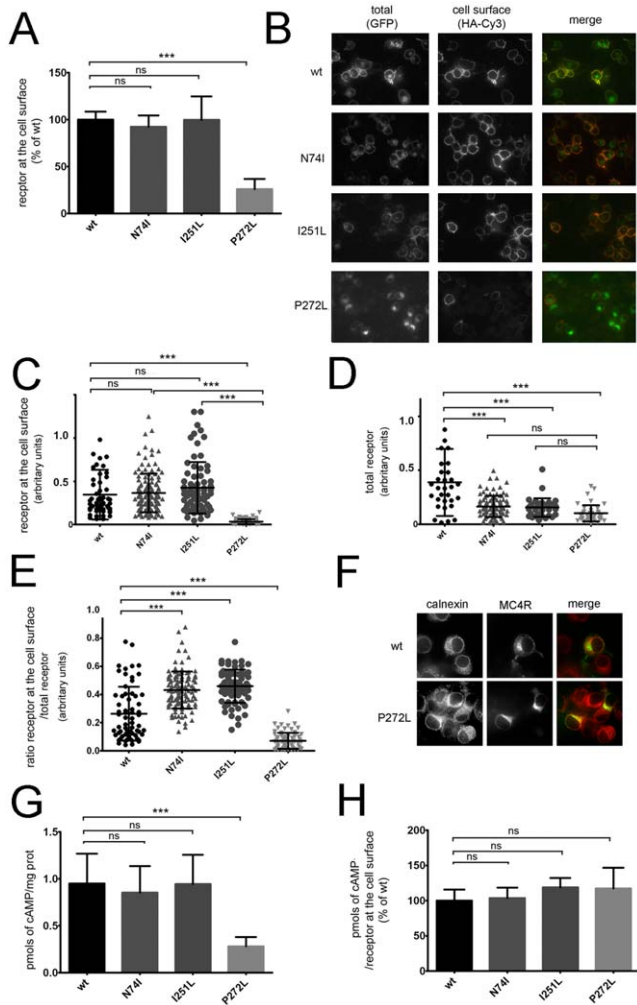 A
***
ns
ns
recptor at the cell surface
(% of wt)
150
100
50
0
wt
N74I
I251L
P272L
B
total
(GFP)
cell surface
(HA-Cy3)
merge
wt
N74I
I251L
P272L
C
***
ns
***
ns
***
receptor at the cell surface
(arbritary units)
1.0
0.5
0
wt
N74I
I251L
P272L
D
***
***
***
ns
ns
total receptor
(arbritary units)
1.0
0.5
0
wt
N74I
I251L
P272L
E
***
***
***
ratio receptor at the cell surface
/total receptor
(arbritary units)
1.0
0.8
0.6
0.4
0.2
0.0
wt
N74I
I251L
P272L
F
calnexin
MC4R
merge
wt
P272L
G
***
ns
ns
pmols of cAMP/mg prot
1.5
1.0
0.5
0.0
wt
N74I
I251L
P272L
H
ns
ns
ns
pmols of cAMP
/receptor at the cell surface
(% of wt)
200
150
100
50
0
wt
N74I
I251L
P272L